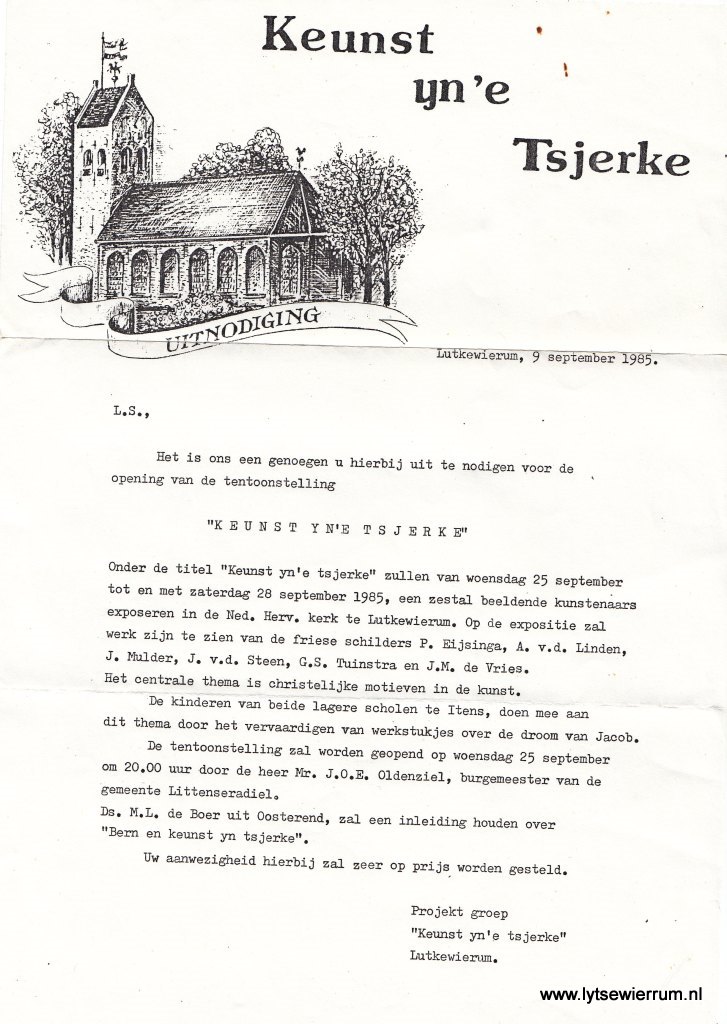 Keunst
yn'e
Tsjerke
UITNODIGING
Lutkewierum, 9 september 1985.
L.S.,
Het is ons een genoegen u hierbij uit te nodigen voor de
opening van de tentoonstelling
"K E U N S T  Y N ' E  T S J E R K E"
Onder de titel "Keunst yn'e tsjerke" zullen van woensdag 25 september
tot en met zaterdag 28 september 1985, een zestal beeldende kunstenaars
exposeren in de Ned. Herv. kerk te Lutkewierum. Op de expositie zal
werk zijn te zien van de friese schilders P. Eijsinga, A. v.d. Linden,
J. Mulder, J. v.d. Steen, G.S. Tuinstra en J.M. de Vries.
Het centrale thema is christelijke motieven in de kunst.
De kinderen van beide lagere scholen te Itens, doen mee aan
dit thema door het vervaardigen van werkstukjes over de droom van Jacob.
De tentoonstelling zal worden geopend op woensdag 25 september
om 20.00 uur door de heer Mr. J.O.E. Oldenziel, burgemeester van de
gemeente Littenseradiel.
Ds. M.L. de Boer uit Oosterend, zal een inleiding houden over
"Bern en keunst yn tsjerke".
Uw aanwezigheid hierbij zal zeer op prijs worden gesteld.
Projekt groep
"Keunst yn'e tsjerke"
Lutkewierum.
www.lytsewierrum.nl